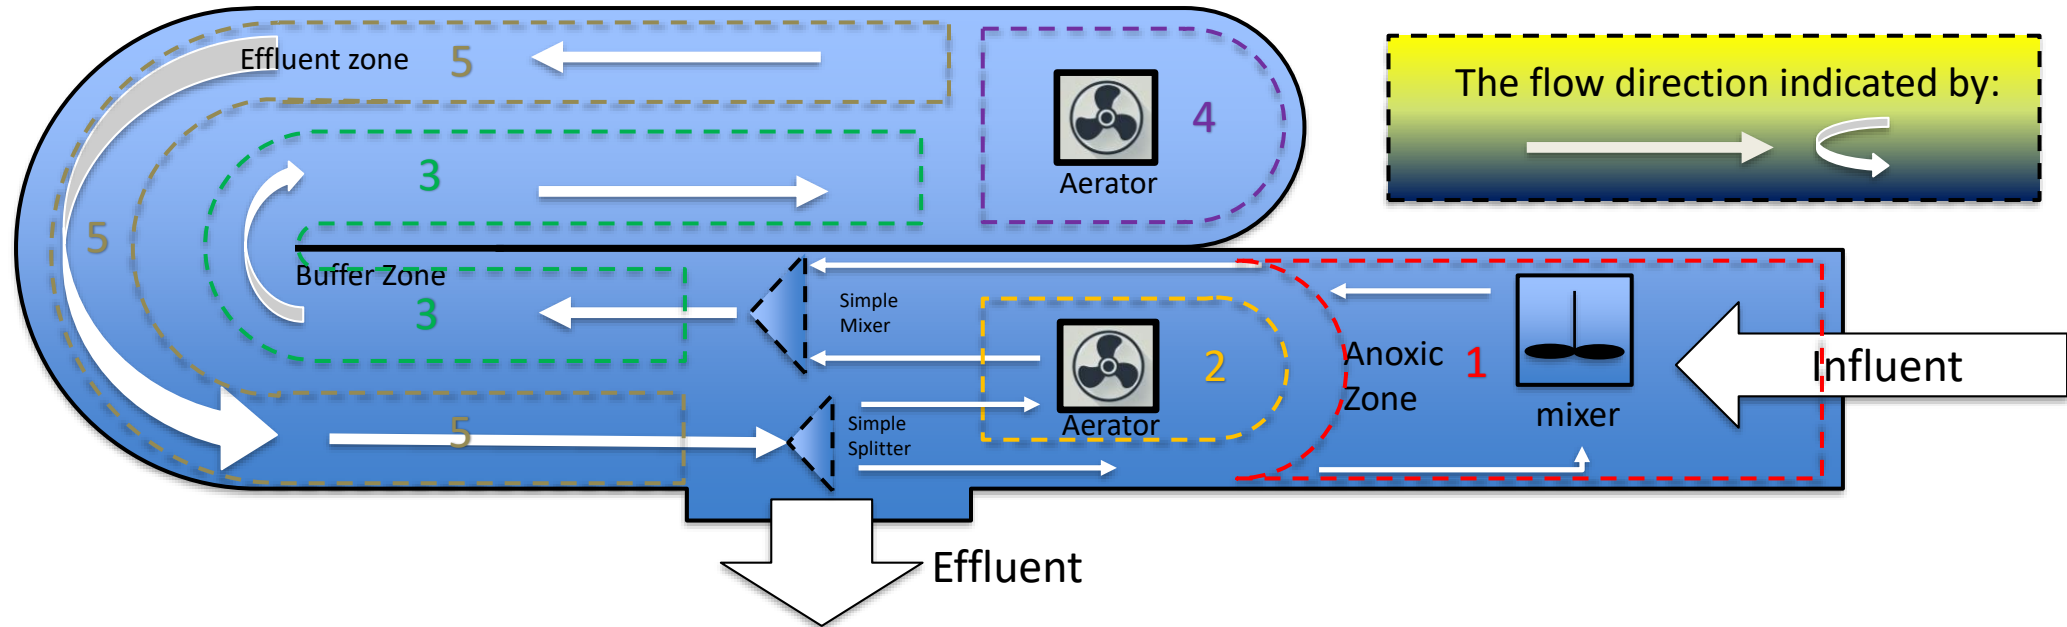 Effluent zone
5
4
Aerator
The flow direction indicated by:
3
5
Buffer Zone
3
Simple
Mixer
2
Aerator
Anoxic
Zone
1
mixer
Influent
5
Simple
Splitter
Effluent